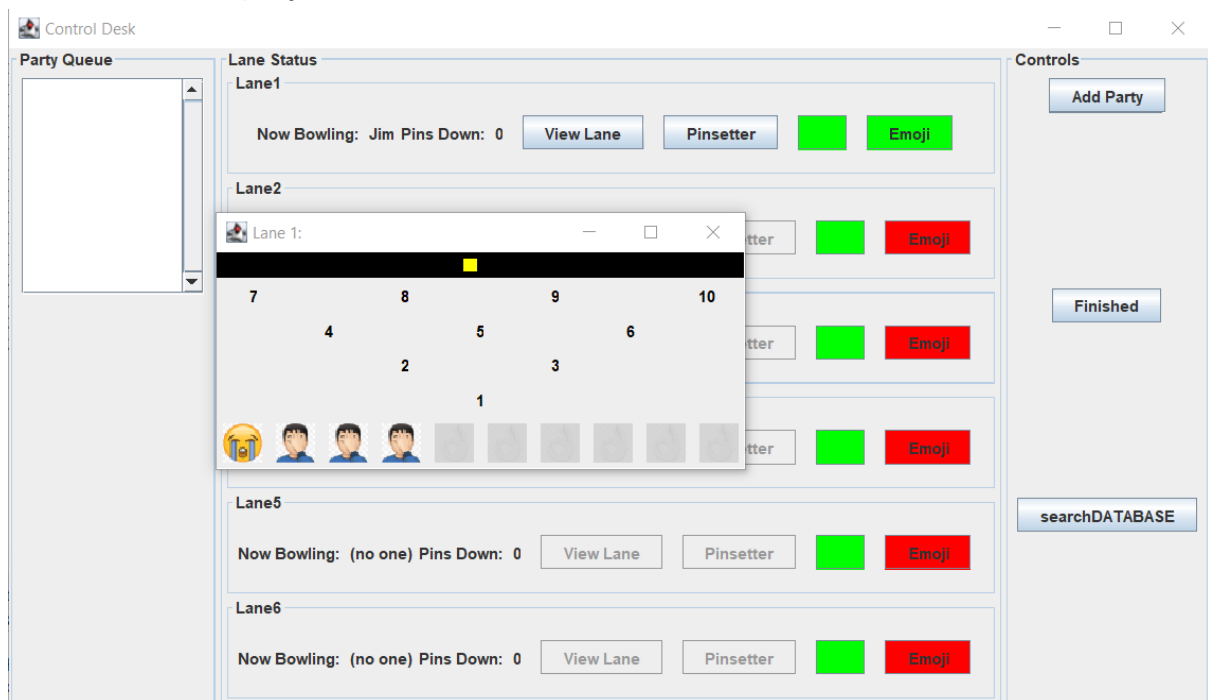 Control Desk
Party Queue
Lane Status
Controls
Lane1
Add Party
Now Bowling: Jim Pins Down: 0 View Lane Pinsetter Emoji
Lane2
Lane 1:
tter Emoji
7 8 9 10
Finished
4 5 6
tter Emoji
2 3
1
tter Emoji
Lane5
searchDATABASE
Now Bowling: (no one) Pins Down: 0 View Lane Pinsetter Emoji
Lane6
Now Bowling: (no one) Pins Down: 0 View Lane Pinsetter Emoji